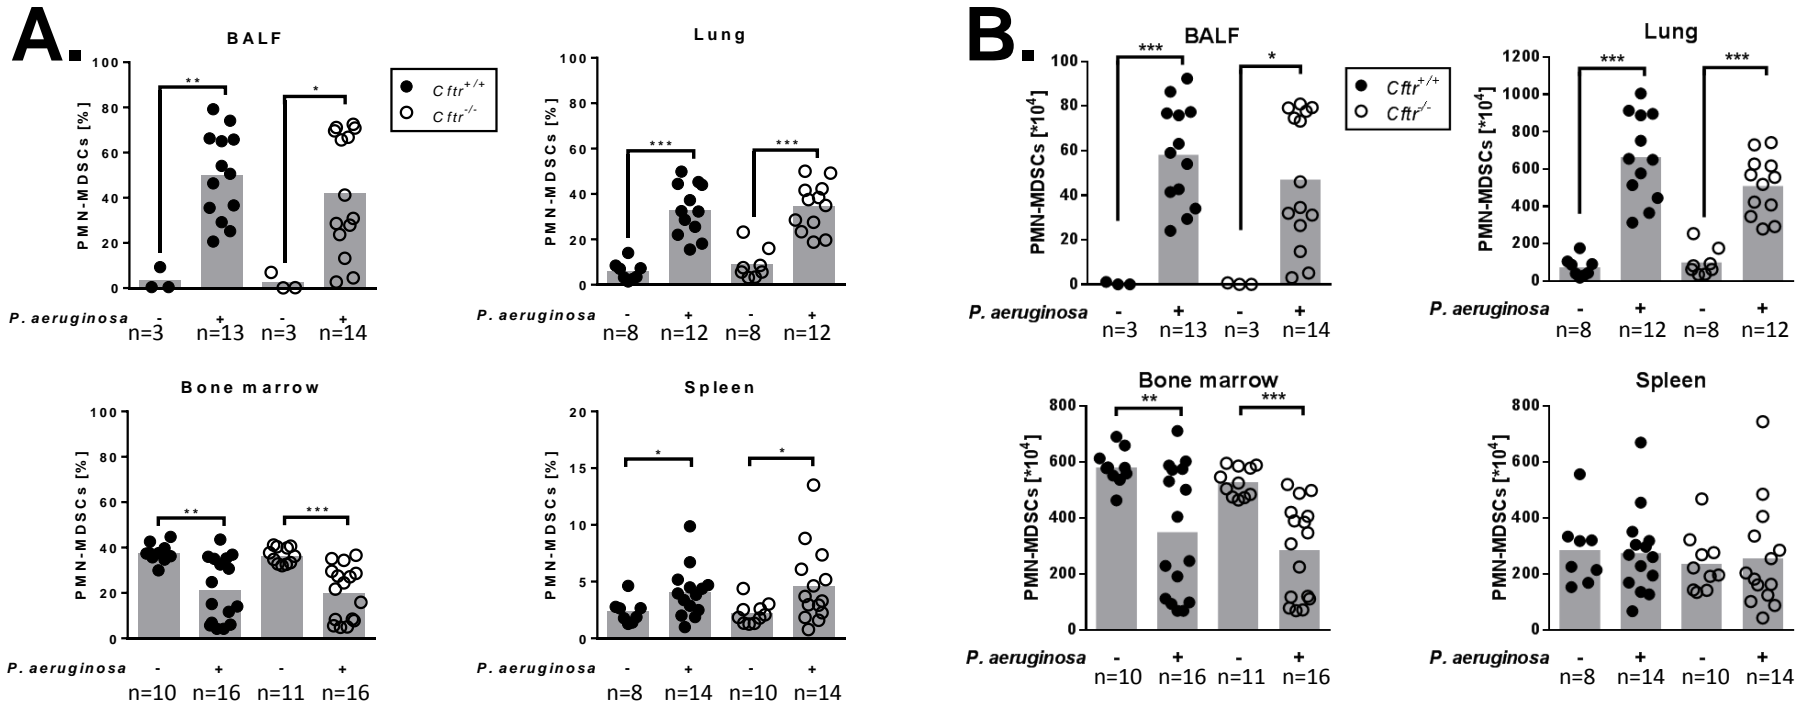 A.
BALF
PMN-MDSCs [%]
100
80
60
40
20
0
**
*
Cftr+/+
Cftr-/-
P. aeruginosa - + - +
n=3 n=13 n=3 n=14
Lung
PMN-MDSCs [%]
100
80
60
40
20
0
***
***
P. aeruginosa - + - +
n=8 n=12 n=8 n=12
Bone marrow
PMN-MDSCs [%]
100
80
60
40
20
0
**
***
P. aeruginosa - + - +
n=10 n=16 n=11 n=16
Spleen
PMN-MDSCs [%]
20
15
10
5
0
*
*
P. aeruginosa - + - +
n=8 n=14 n=10 n=14
B.
BALF
PMN-MDSCs [*10⁴]
100
80
60
40
20
0
***
*
Cftr+/+
Cftr-/-
P. aeruginosa - + - +
n=3 n=13 n=3 n=14
Lung
PMN-MDSCs [*10⁴]
1200
1000
800
600
400
200
0
***
***
P. aeruginosa - + - +
n=8 n=12 n=8 n=12
Bone marrow
PMN-MDSCs [*10⁴]
800
600
400
200
0
**
***
P. aeruginosa - + - +
n=10 n=16 n=11 n=16
Spleen
PMN-MDSCs [*10⁴]
800
600
400
200
0
P. aeruginosa - + - +
n=8 n=14 n=10 n=14